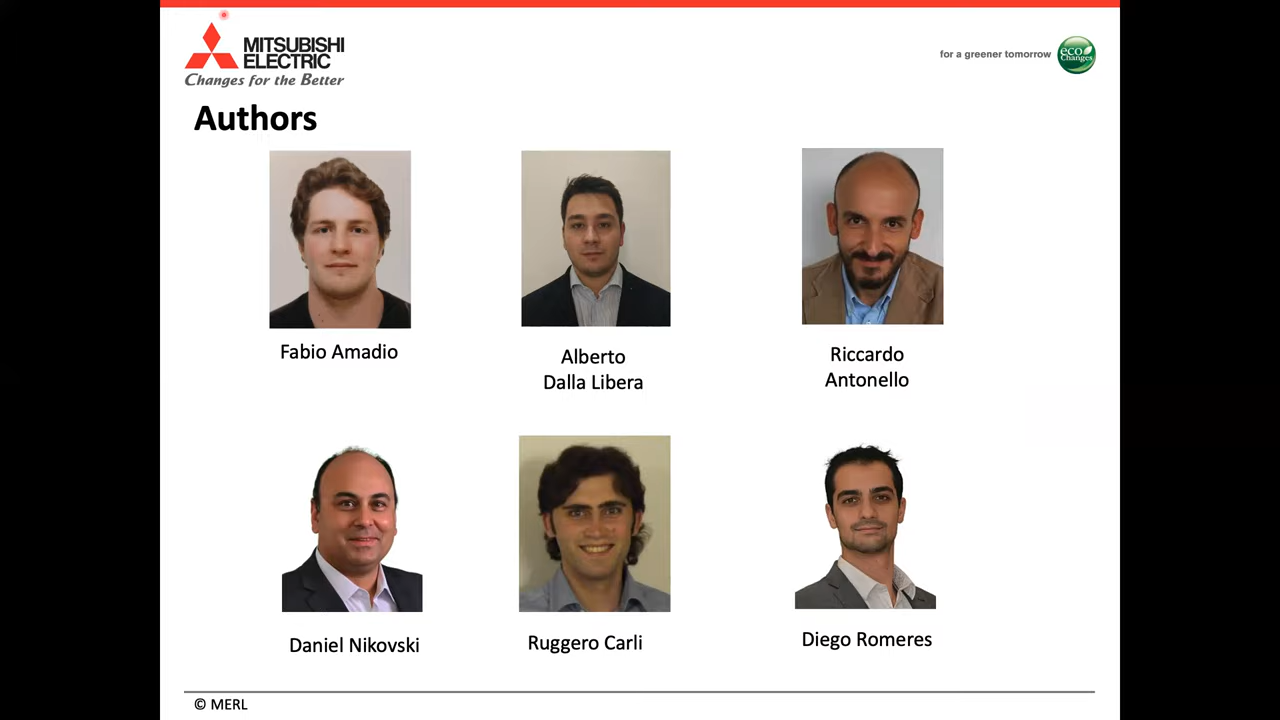 MITSUBISHI
ELECTRIC
Changes for the Better
for a greener tomorrow
eco
Changes
Authors
Fabio Amadio
Alberto
Dalla Libera
Riccardo
Antonello
Daniel Nikovski
Ruggero Carli
Diego Romeres
© MERL